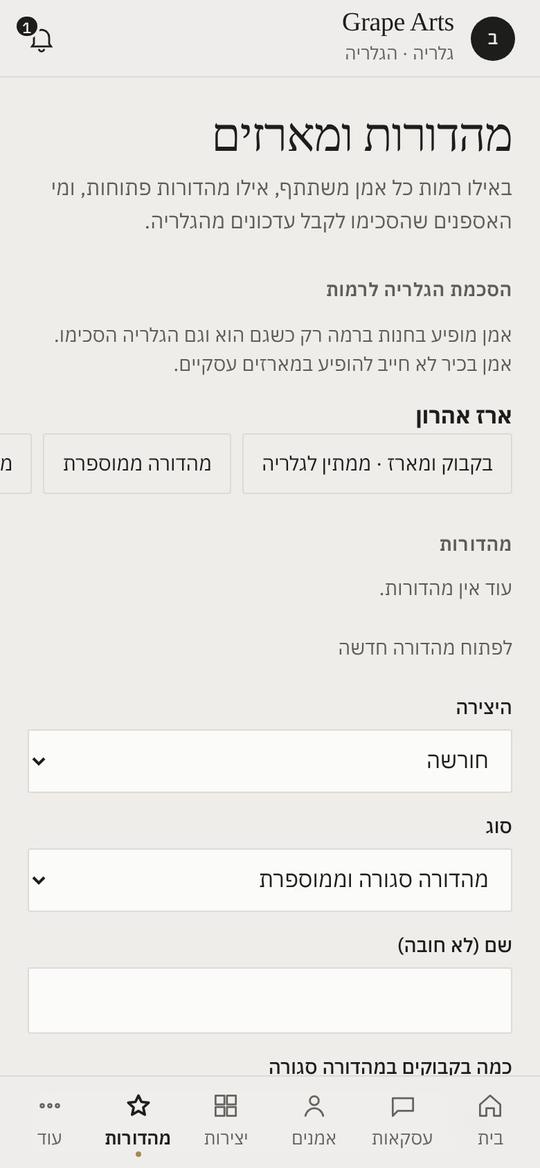 Grape Arts
ב
גלריה · הגלריה
1
מהדורות ומארזים
באילו רמות כל אמן משתתף, אילו מהדורות פתוחות, ומי
האספנים שהסכימו לקבל עדכונים מהגלריה.
הסכמת הגלריה לרמות
אמן מופיע בחנות ברמה רק כשגם הוא וגם הגלריה הסכימו.
אמן בכיר לא חייב להופיע במארזים עסקיים.
ארז אהרון
בקבוק ומארז · ממתין לגלריה
מהדורה ממוספרת
מהדורות
עוד אין מהדורות.
לפתוח מהדורה חדשה
היצירה
חורשה
סוג
מהדורה סגורה וממוספרת
שם (לא חובה)
כמה בקבוקים במהדורה סגורה
בית
עסקאות
אמנים
יצירות
מהדורות
עוד